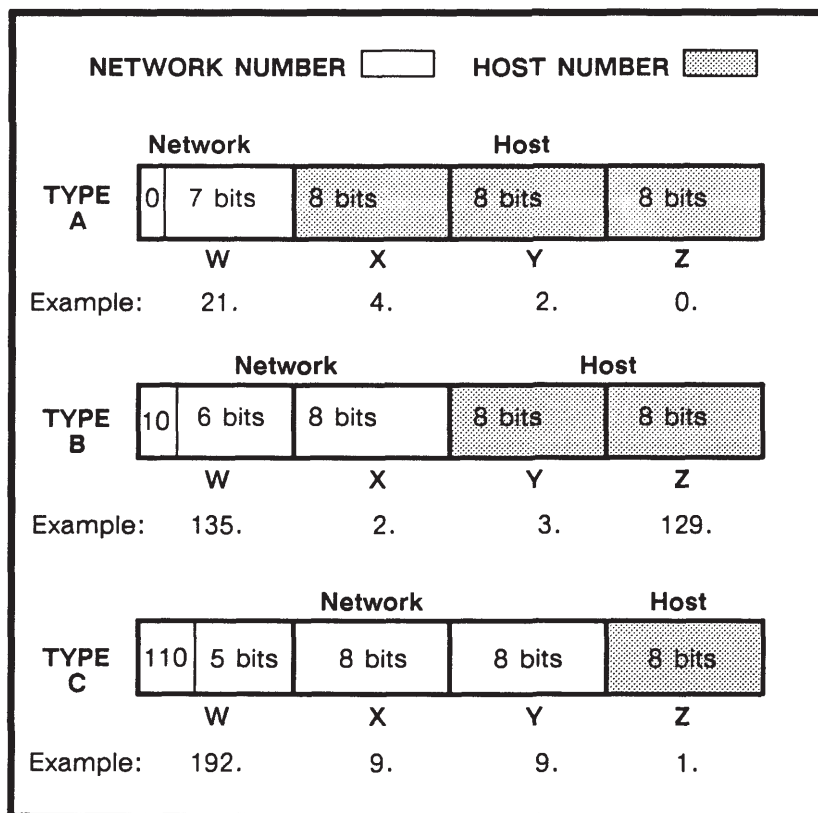 NETWORK NUMBER HOST NUMBER
Network Host
TYPE A 0 7 bits 8 bits 8 bits 8 bits
W X Y Z
Example: 21. 4. 2. 0.
Network Host
TYPE B 10 6 bits 8 bits 8 bits 8 bits
W X Y Z
Example: 135. 2. 3. 129.
Network Host
TYPE C 110 5 bits 8 bits 8 bits 8 bits
W X Y Z
Example: 192. 9. 9. 1.